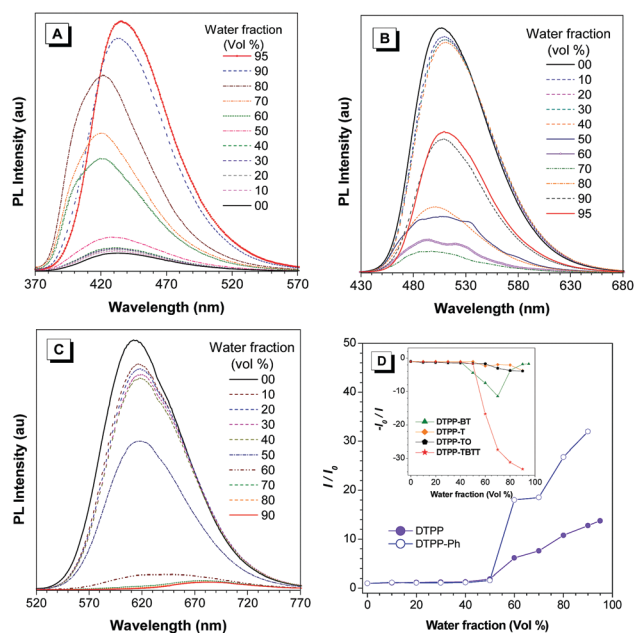 A
Water fraction
(Vol %)
95
90
80
70
60
50
40
30
20
10
00
PL Intensity (au)
370 420 470 520 570
Wavelength (nm)
B
Water fraction
(Vol %)
00
10
20
30
40
50
60
70
80
90
95
PL Intensity (au)
430 480 530 580 630 680
Wavelength (nm)
C
Water fraction
(vol %)
00
10
20
30
40
50
60
70
80
90
PL Intensity (au)
520 570 620 670 720 770
Wavelength (nm)
D
50
40
30
20
10
0
I / I0
0
-10
-20
-30
-I0 / I
DTPP-BT
DTPP-T
DTPP-TO
DTPP-TBTT
0 20 40 60 80 100
Water fraction (Vol %)
DTPP
DTPP-Ph
0 20 40 60 80 100
Water fraction (Vol %)